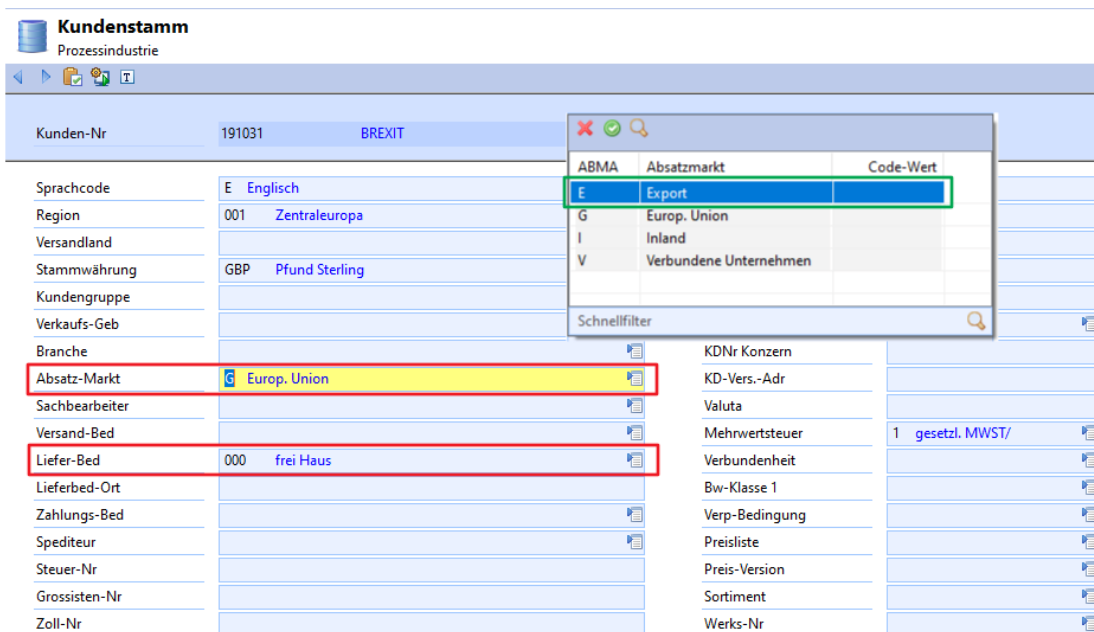 Kundenstamm
Prozessindustrie
T
Kunden-Nr 191031 BREXIT
ABMA Absatzmarkt Code-Wert
E Export
G Europ. Union
I Inland
V Verbundene Unternehmen
Schnellfilter
Sprachcode E Englisch
Region 001 Zentraleuropa
Versandland
Stammwährung GBP Pfund Sterling
Kundengruppe
Verkaufs-Geb
Branche KDNr Konzern
Absatz-Markt G Europ. Union KD-Vers.-Adr
Sachbearbeiter Valuta
Versand-Bed Mehrwertsteuer 1 gesetzl. MWST/
Liefer-Bed 000 frei Haus Verbundenheit
Lieferbed-Ort Bw-Klasse 1
Zahlungs-Bed Verp-Bedingung
Spediteur Preisliste
Steuer-Nr Preis-Version
Grossisten-Nr Sortiment
Zoll-Nr Werks-Nr